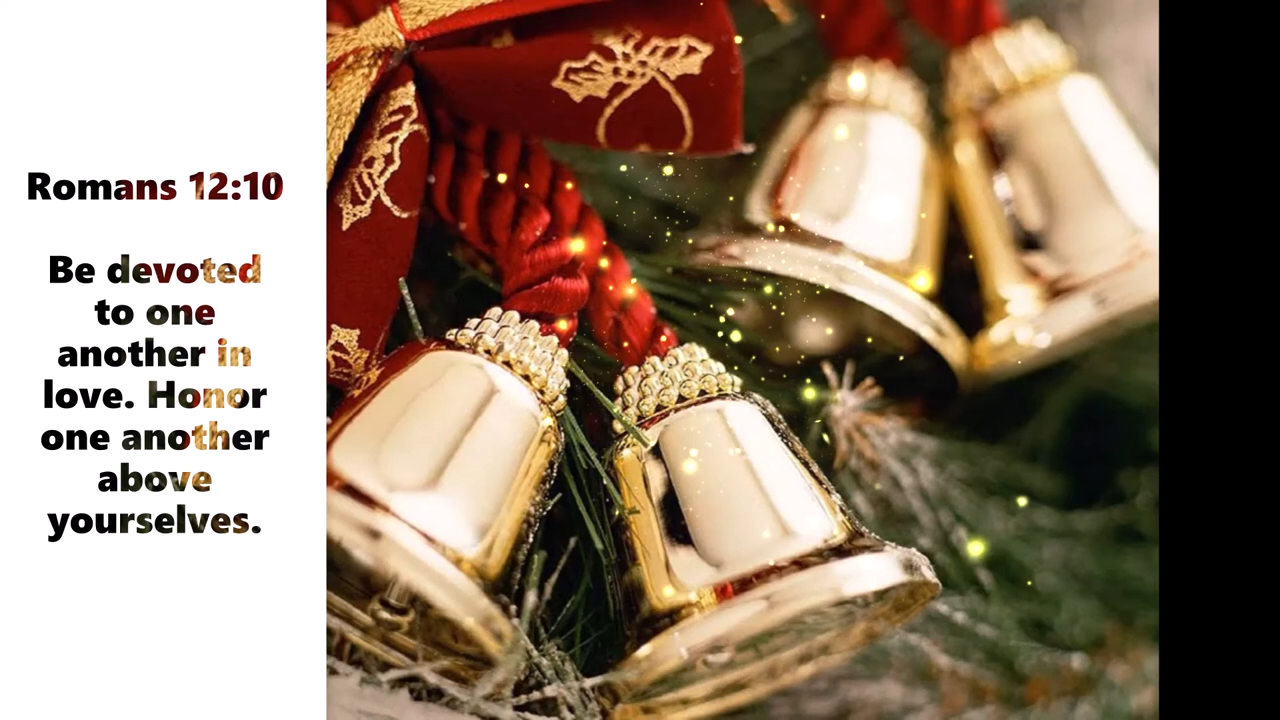 Romans 12:10
Be devoted
to one
another in
love. Honor
one another
above
yourselves.